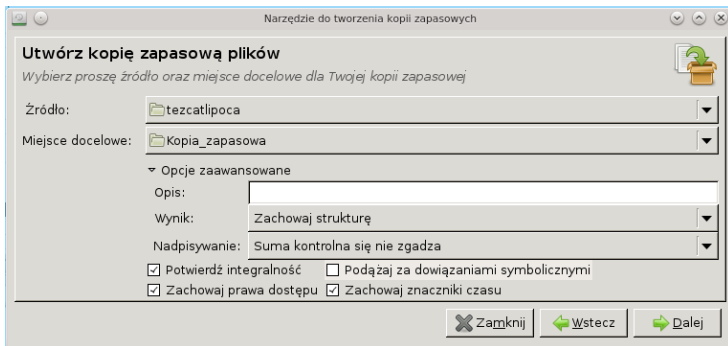 Narzędzie do tworzenia kopii zapasowych
Utwórz kopię zapasową plików
Wybierz proszę źródło oraz miejsce docelowe dla Twojej kopii zapasowej
Źródło: tezcatlipoca
Miejsce docelowe: Kopia_zapasowa
Opcje zaawansowane
Opis:
Wynik: Zachowaj strukturę
Nadpisywanie: Suma kontrolna się nie zgadza
Potwierdź integralność Podążaj za dowiązaniami symbolicznymi
Zachowaj prawa dostępu Zachowaj znaczniki czasu
Zamknij Wstecz Dalej